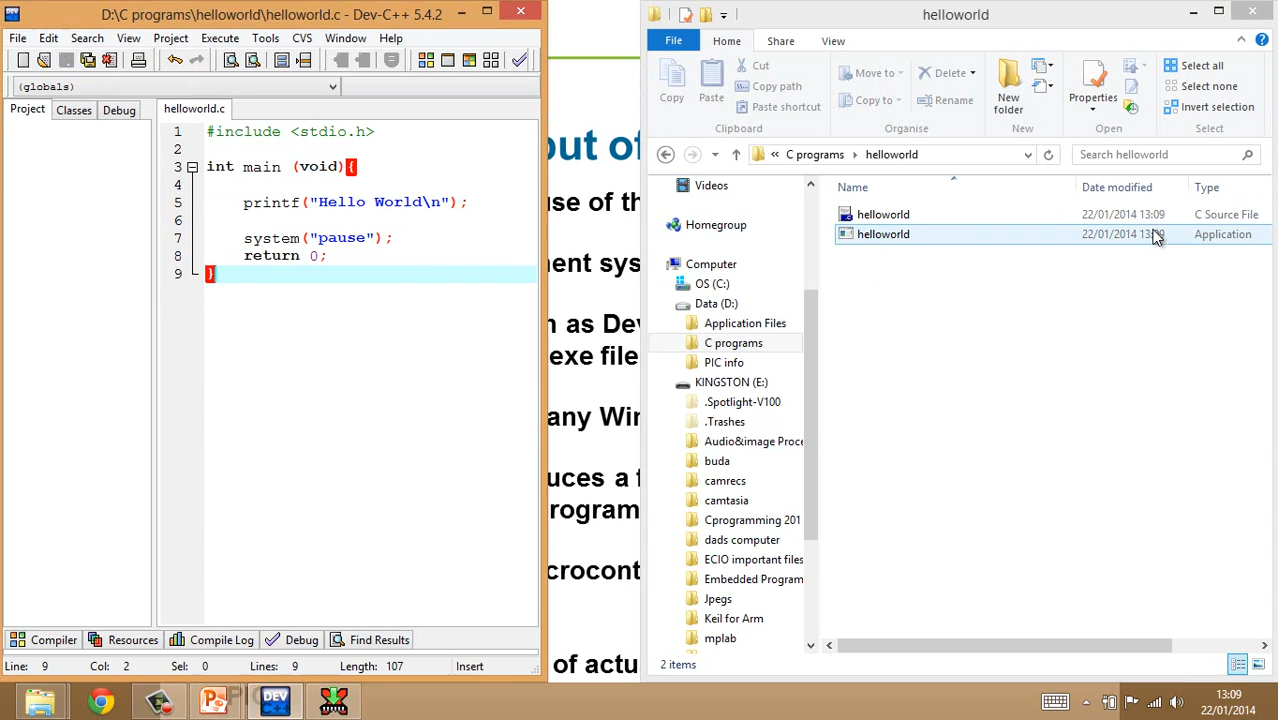 D:\C programs\helloworld\helloworld.c - Dev-C++ 5.4.2
File Edit Search View Project Execute Tools CVS Window Help
(globals)
Project Classes Debug
helloworld.c
1 #include <stdio.h>
2
3 int main (void){
4
5 printf("Hello World\n");
6
7 system("pause");
8 return 0;
9 }
Compiler Resources Compile Log Debug Find Results
Line: 9 Col: 2 Sel: 0 Lines: 9 Length: 107 Insert
out of
use of th
ent sys
n as Dev
exe file
any Win
uces a f
rogram
crocont
of actu
helloworld
File Home Share View
Copy
Paste
Cut
Copy path
Paste shortcut
Clipboard
Move to
Copy to
Delete
Rename
Organise
New folder
New
Properties
Open
Select all
Select none
Invert selection
Select
« C programs helloworld
Search helloworld
Name Date modified Type
helloworld 22/01/2014 13:09 C Source File
helloworld 22/01/2014 Application
Videos
Homegroup
Computer
OS (C:)
Data (D:)
Application Files
C programs
PIC info
KINGSTON (E:)
.Spotlight-V100
.Trashes
Audio&image Proce
buda
camrecs
camtasia
Cprogramming 201
dads computer
ECIO important files
Embedded Program
Jpegs
Keil for Arm
mplab
2 items
DEV
13:09
22/01/2014